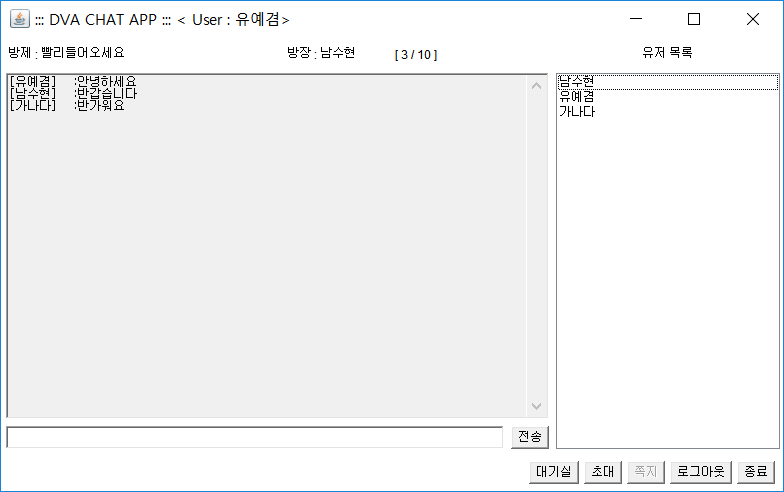 ::: DVA CHAT APP ::: < User : 유예겸>
방제 : 빨리들어오세요 방장 : 남수현 [ 3 / 10 ] 유저 목록
[유예겸] :안녕하세요
[남수현] :반갑습니다
[가나다] :반가워요
남수현
유예겸
가나다
전송
대기실 초대 쪽지 로그아웃 종료